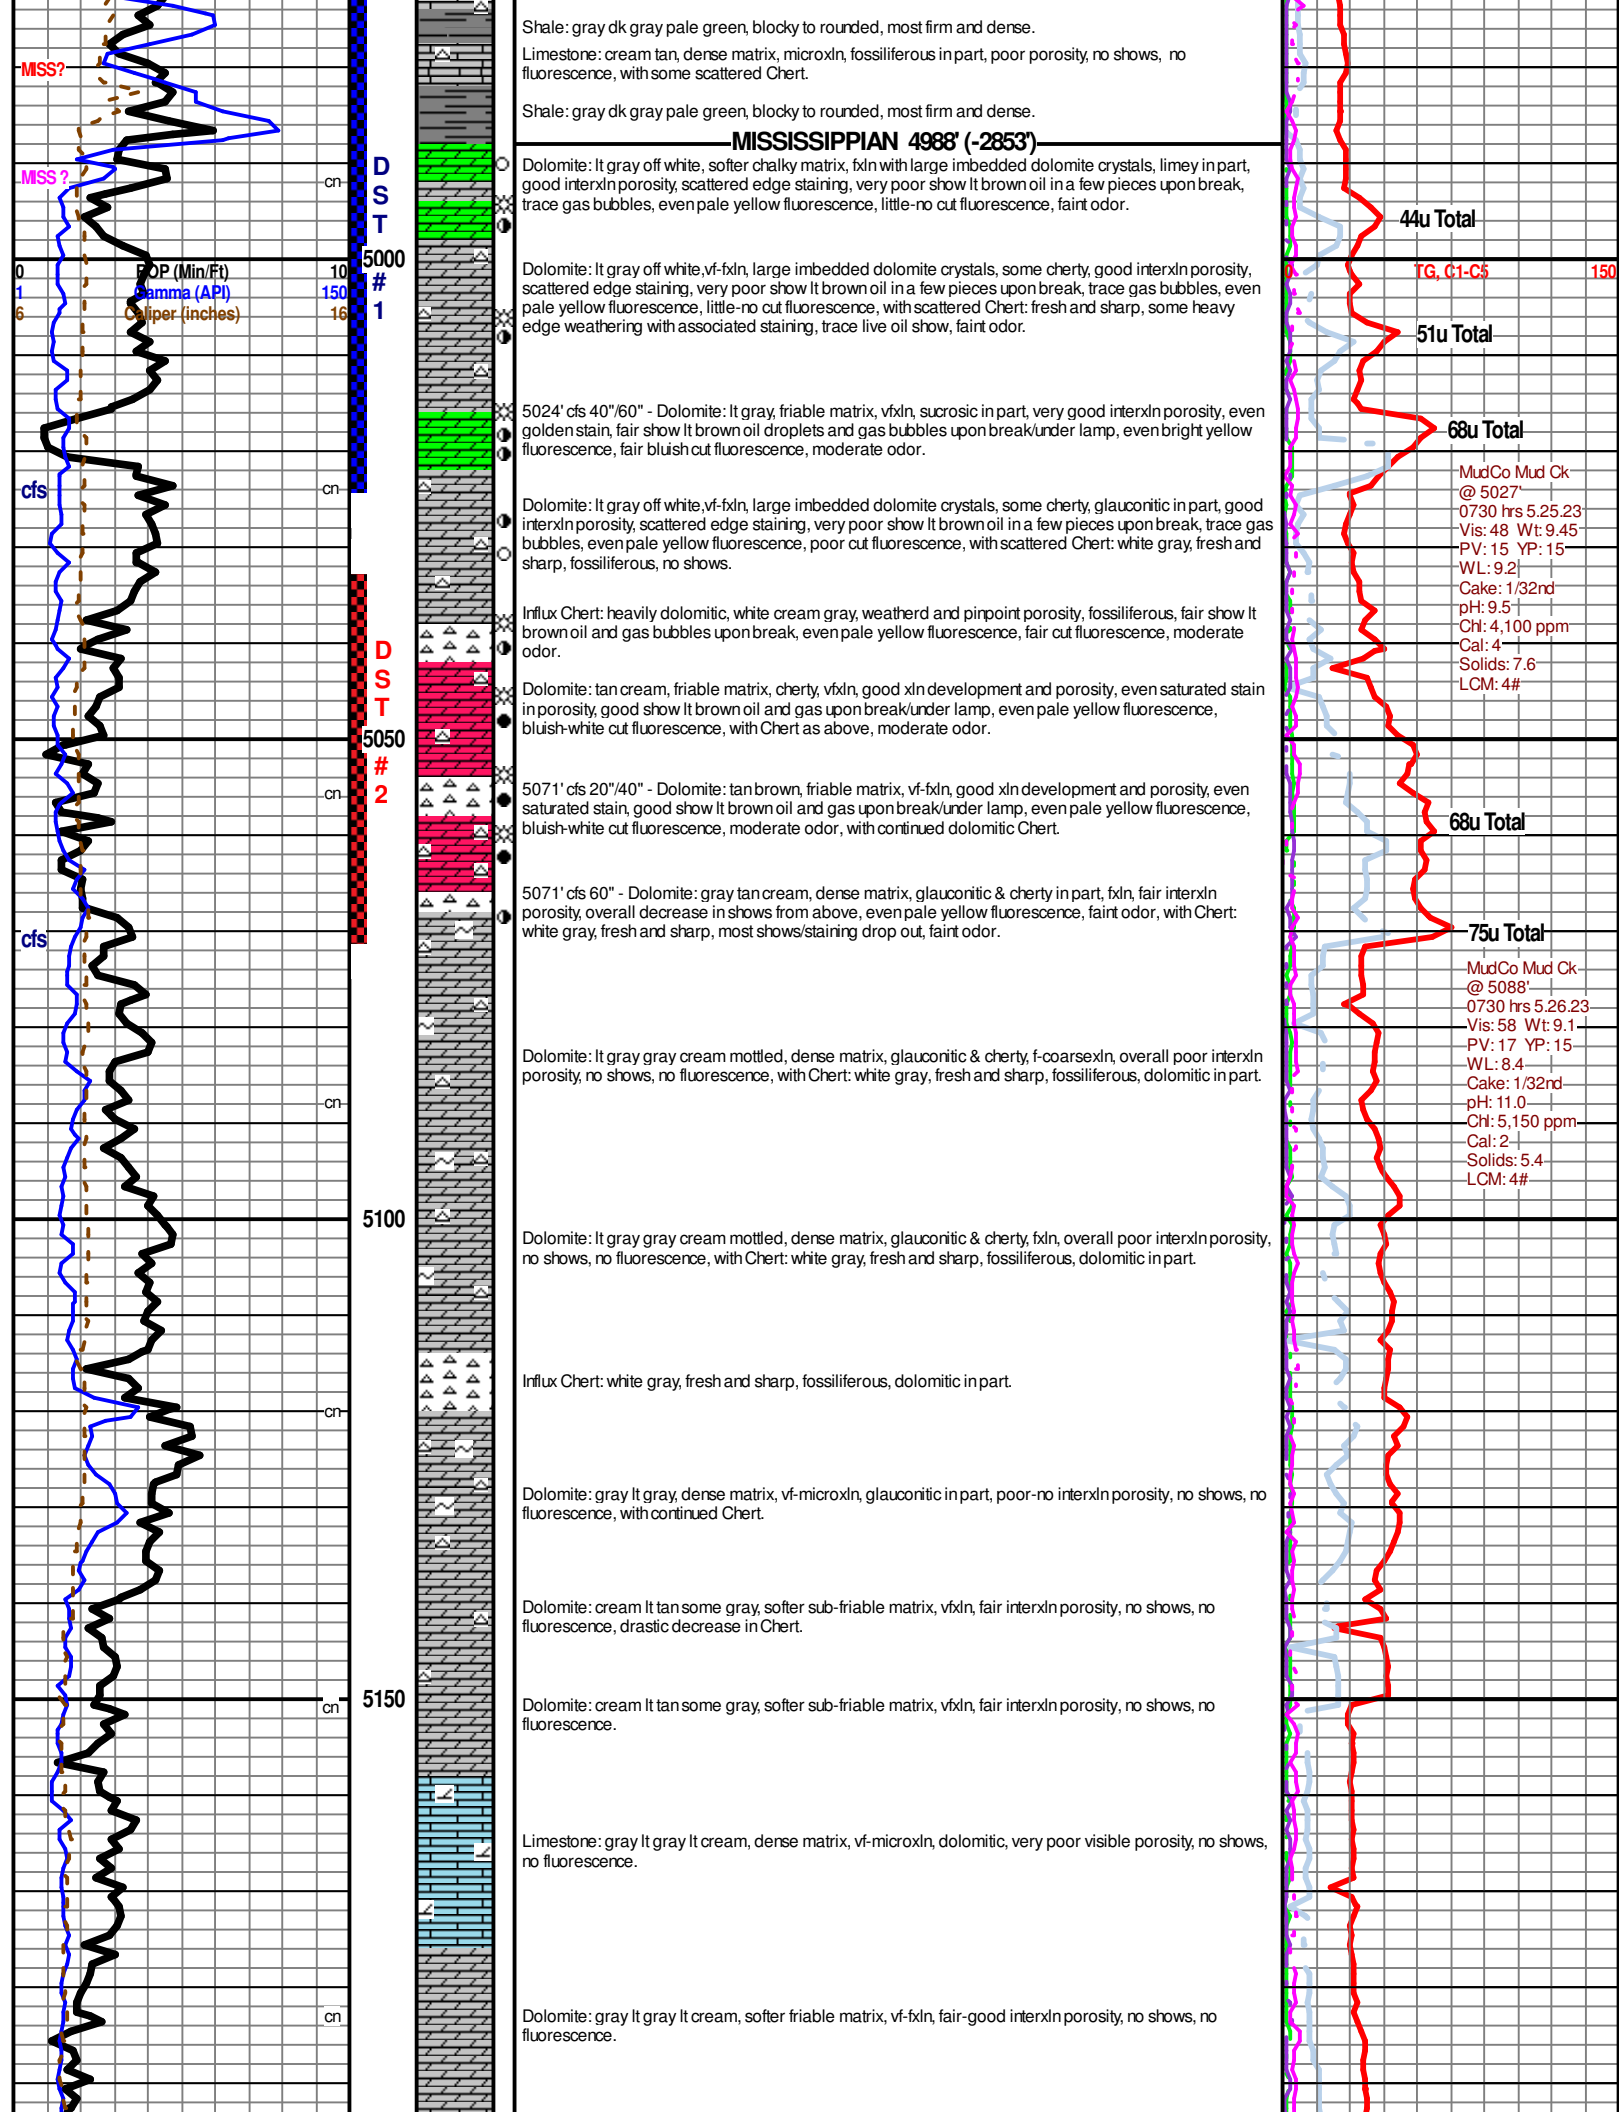 Shale: gray dk gray pale green, blocky to rounded, most firm and dense.
Limestone: cream tan, dense matrix, microxln, fossiliferous in part, poor porosity, no shows, no
fluorescence, with some scattered Chert.
MISS?
Shale: gray dk gray pale green, blocky to rounded, most firm and dense.
MISSISSIPPIAN 4988' (-2853')
MISS ?
cn
D
S
T
#
1
Dolomite: lt gray off white, softer chalky matrix, fxln with large imbedded dolomite crystals, limey in part,
good interxln porosity, scattered edge staining, very poor show lt brown oil in a few pieces upon break,
trace gas bubbles, even pale yellow fluorescence, little-no cut fluorescence, faint odor.
44u Total
5000
0 ROP (Min/Ft) 10
1 Gamma (API) 150
6 Caliper (inches) 16
0 TG, C1-C5 150
Dolomite: lt gray off white,vf-fxln, large imbedded dolomite crystals, some cherty, good interxln porosity,
scattered edge staining, very poor show lt brown oil in a few pieces upon break, trace gas bubbles, even
pale yellow fluorescence, little-no cut fluorescence, with scattered Chert: fresh and sharp, some heavy
edge weathering with associated staining, trace live oil show, faint odor.
51u Total
5024' cfs 40"/60" - Dolomite: lt gray, friable matrix, vfxln, sucrosic in part, very good interxln porosity, even
golden stain, fair show lt brown oil droplets and gas bubbles upon break/under lamp, even bright yellow
fluorescence, fair bluish cut fluorescence, moderate odor.
68u Total
cfs
cn
MudCo Mud Ck
@ 5027'
0730 hrs 5.25.23
Vis: 48 Wt: 9.45
PV: 15 YP: 15
WL: 9.2
Cake: 1/32nd
pH: 9.5
Chl: 4,100 ppm
Cal: 4
Solids: 7.6
LCM: 4#
Dolomite: lt gray off white,vf-fxln, large imbedded dolomite crystals, some cherty, glauconitic in part, good
interxln porosity, scattered edge staining, very poor show lt brown oil in a few pieces upon break, trace gas
bubbles, even pale yellow fluorescence, poor cut fluorescence, with scattered Chert: white gray, fresh and
sharp, fossiliferous, no shows.
Influx Chert: heavily dolomitic, white cream gray, weatherd and pinpoint porosity, fossiliferous, fair show lt
brown oil and gas bubbles upon break, even pale yellow fluorescence, fair cut fluorescence, moderate
odor.
D
S
T
#
2
Dolomite: tan cream, friable matrix, cherty, vfxln, good xln development and porosity, even saturated stain
in porosity, good show lt brown oil and gas upon break/under lamp, even pale yellow fluorescence,
bluish-white cut fluorescence, with Chert as above, moderate odor.
5050
cn
5071' cfs 20"/40" - Dolomite: tan brown, friable matrix, vf-fxln, good xln development and porosity, even
saturated stain, good show lt brown oil and gas upon break/under lamp, even pale yellow fluorescence,
bluish-white cut fluorescence, moderate odor, with continued dolomitic Chert.
68u Total
5071' cfs 60" - Dolomite: gray tan cream, dense matrix, glauconitic & cherty in part, fxln, fair interxln
porosity, overall decrease in shows from above, even pale yellow fluorescence, faint odor, with Chert:
white gray, fresh and sharp, most shows/staining drop out, faint odor.
cfs
75u Total
MudCo Mud Ck
@ 5088'
0730 hrs 5.26.23
Vis: 58 Wt: 9.1
PV: 17 YP: 15
WL: 8.4
Cake: 1/32nd
pH: 11.0
Chl: 5,150 ppm
Cal: 2
Solids: 5.4
LCM: 4#
Dolomite: lt gray gray cream mottled, dense matrix, glauconitic & cherty, f-coarsexln, overall poor interxln
porosity, no shows, no fluorescence, with Chert: white gray, fresh and sharp, fossiliferous, dolomitic in part.
cn
5100
Dolomite: lt gray gray cream mottled, dense matrix, glauconitic & cherty, fxln, overall poor interxln porosity,
no shows, no fluorescence, with Chert: white gray, fresh and sharp, fossiliferous, dolomitic in part.
Influx Chert: white gray, fresh and sharp, fossiliferous, dolomitic in part.
cn
Dolomite: gray lt gray, dense matrix, vf-microxln, glauconitic in part, poor-no interxln porosity, no shows, no
fluorescence, with continued Chert.
Dolomite: cream lt tan some gray, softer sub-friable matrix, vfxln, fair interxln porosity, no shows, no
fluorescence, drastic decrease in Chert.
5150
cn
Dolomite: cream lt tan some gray, softer sub-friable matrix, vfxln, fair interxln porosity, no shows, no
fluorescence.
Limestone: gray lt gray lt cream, dense matrix, vf-microxln, dolomitic, very poor visible porosity, no shows,
no fluorescence.
cn
Dolomite: gray lt gray lt cream, softer friable matrix, vf-fxln, fair-good interxln porosity, no shows, no
fluorescence.